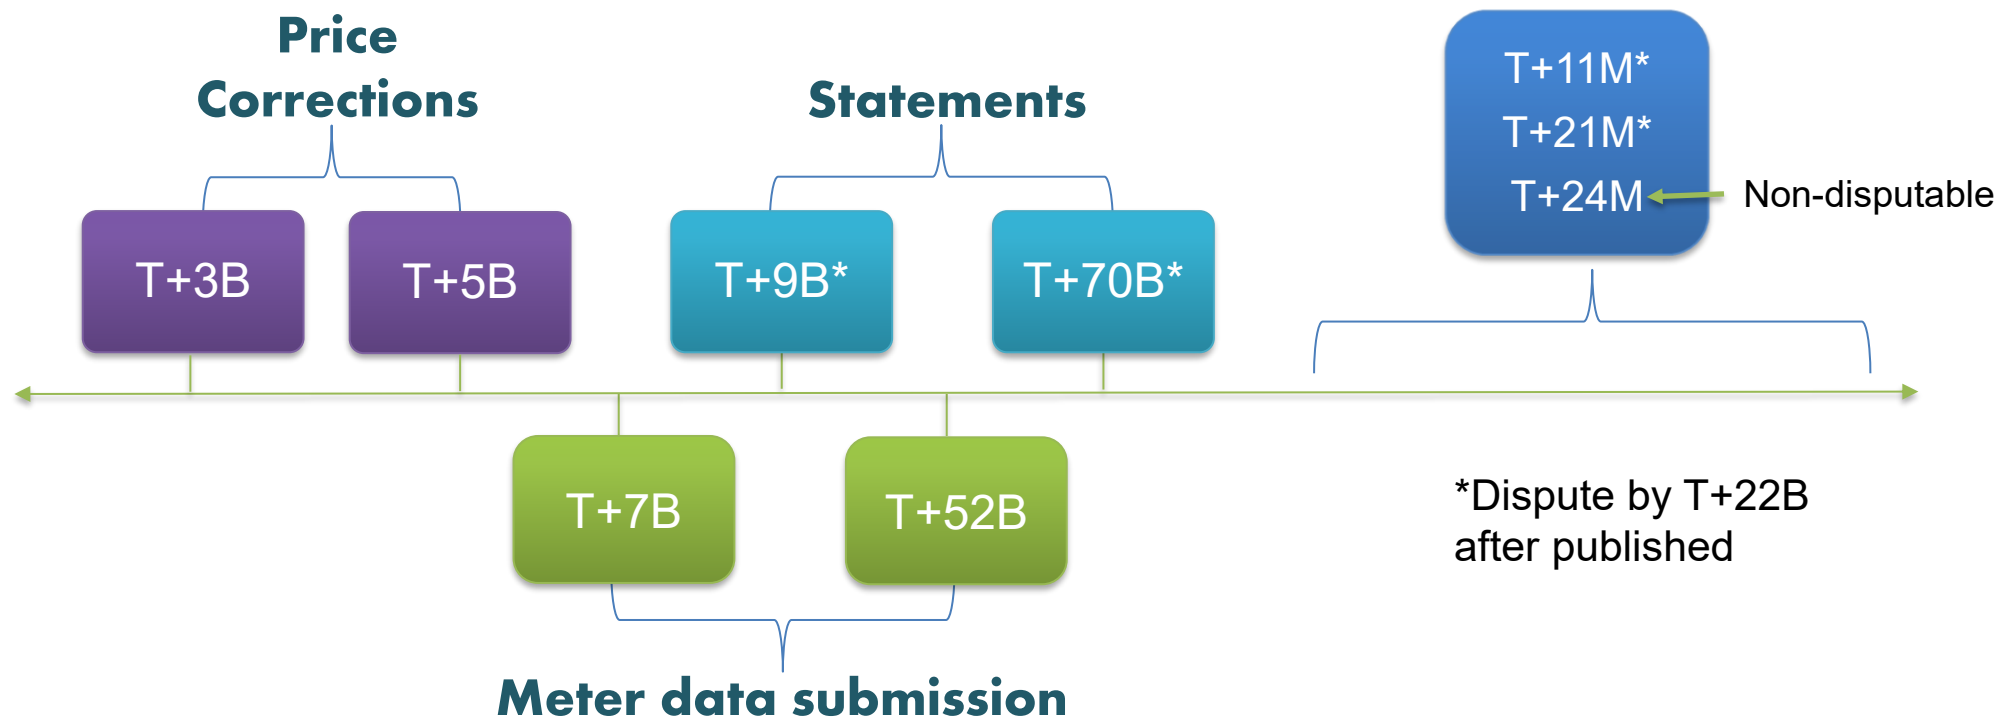 Price
Corrections
Statements
T+11M*
T+21M*
T+24M
Non-disputable
T+3B
T+5B
T+9B*
T+70B*
T+7B
T+52B
*Dispute by T+22B
after published
Meter data submission